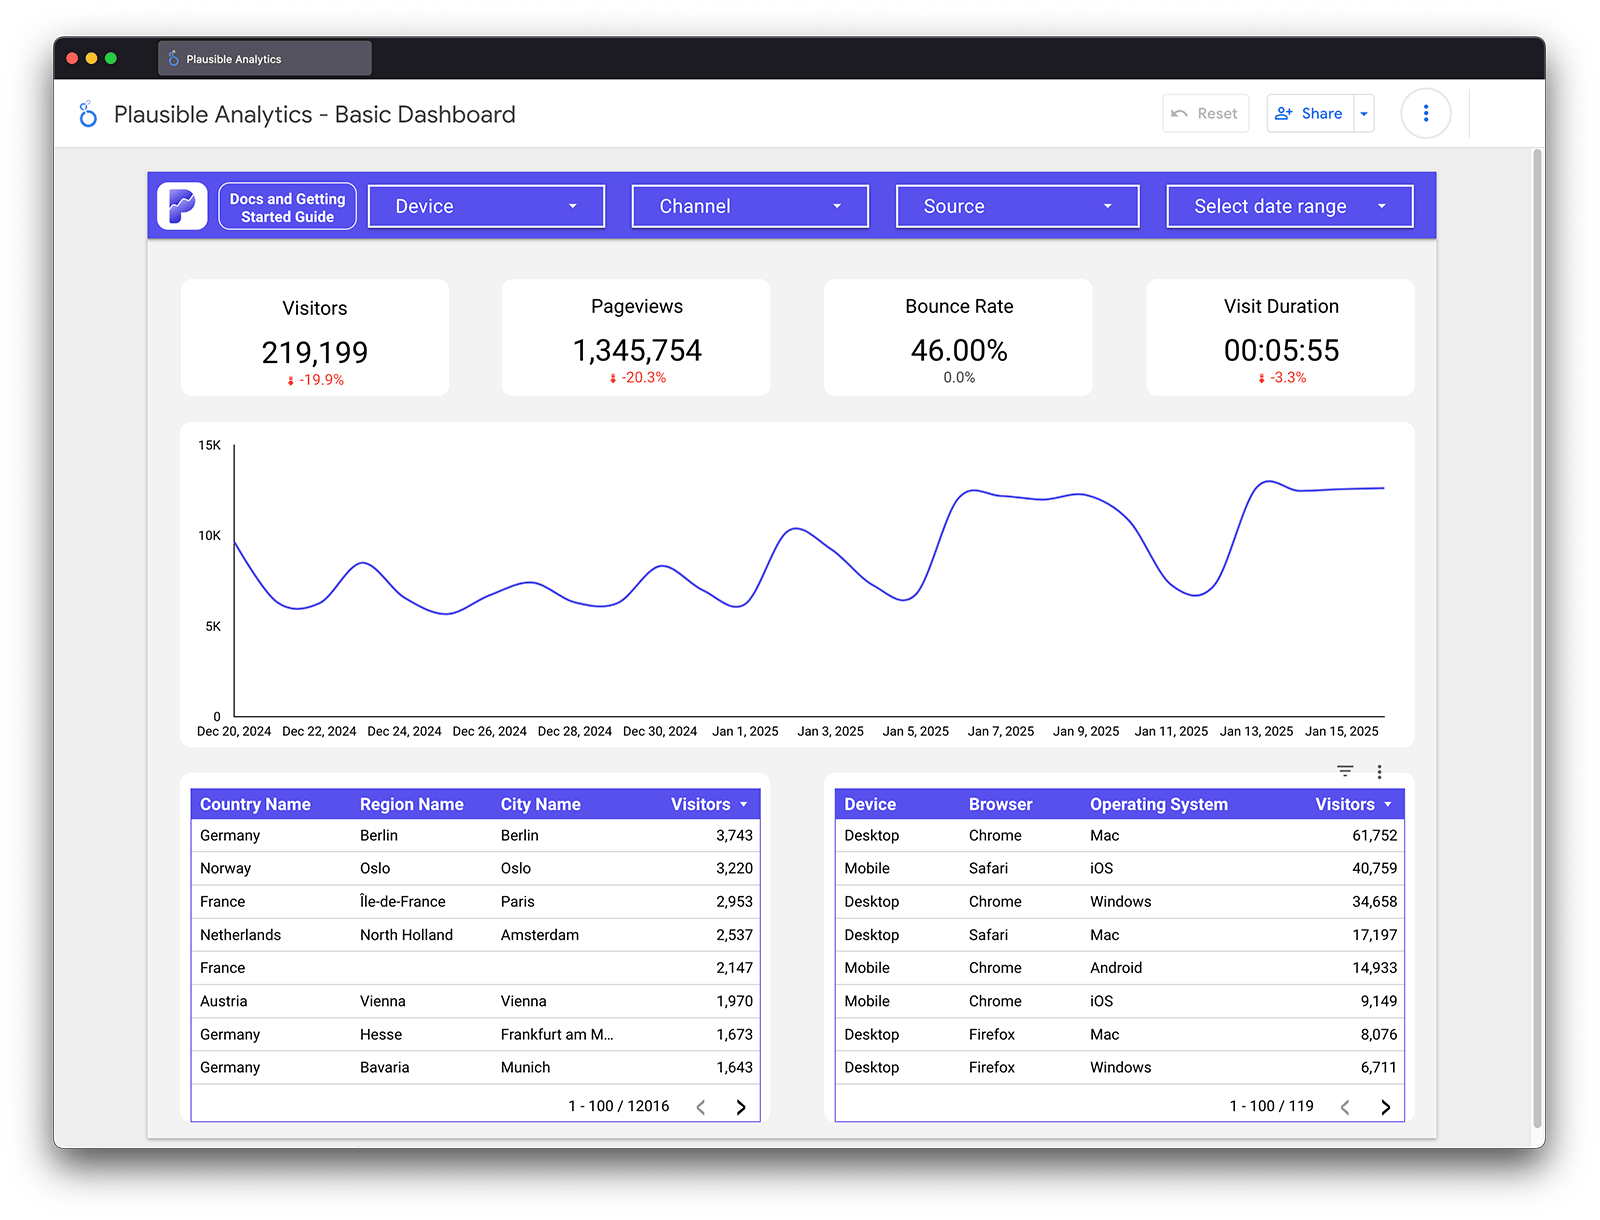 Plausible Analytics
Plausible Analytics - Basic Dashboard
Reset
Share
Docs and Getting
Started Guide
Device
Channel
Source
Select date range
Visitors
219,199
-19.9%
Pageviews
1,345,754
-20.3%
Bounce Rate
46.00%
0.0%
Visit Duration
00:05:55
-3.3%
15K
10K
5K
0
Dec 20, 2024 Dec 22, 2024 Dec 24, 2024 Dec 26, 2024 Dec 28, 2024 Dec 30, 2024 Jan 1, 2025 Jan 3, 2025 Jan 5, 2025 Jan 7, 2025 Jan 9, 2025 Jan 11, 2025 Jan 13, 2025 Jan 15, 2025
Country Name Region Name City Name Visitors
Germany Berlin Berlin 3,743
Norway Oslo Oslo 3,220
France Île-de-France Paris 2,953
Netherlands North Holland Amsterdam 2,537
France 2,147
Austria Vienna Vienna 1,970
Germany Hesse Frankfurt am M... 1,673
Germany Bavaria Munich 1,643
1 - 100 / 12016
Device Browser Operating System Visitors
Desktop Chrome Mac 61,752
Mobile Safari iOS 40,759
Desktop Chrome Windows 34,658
Desktop Safari Mac 17,197
Mobile Chrome Android 14,933
Mobile Chrome iOS 9,149
Desktop Firefox Mac 8,076
Desktop Firefox Windows 6,711
1 - 100 / 119